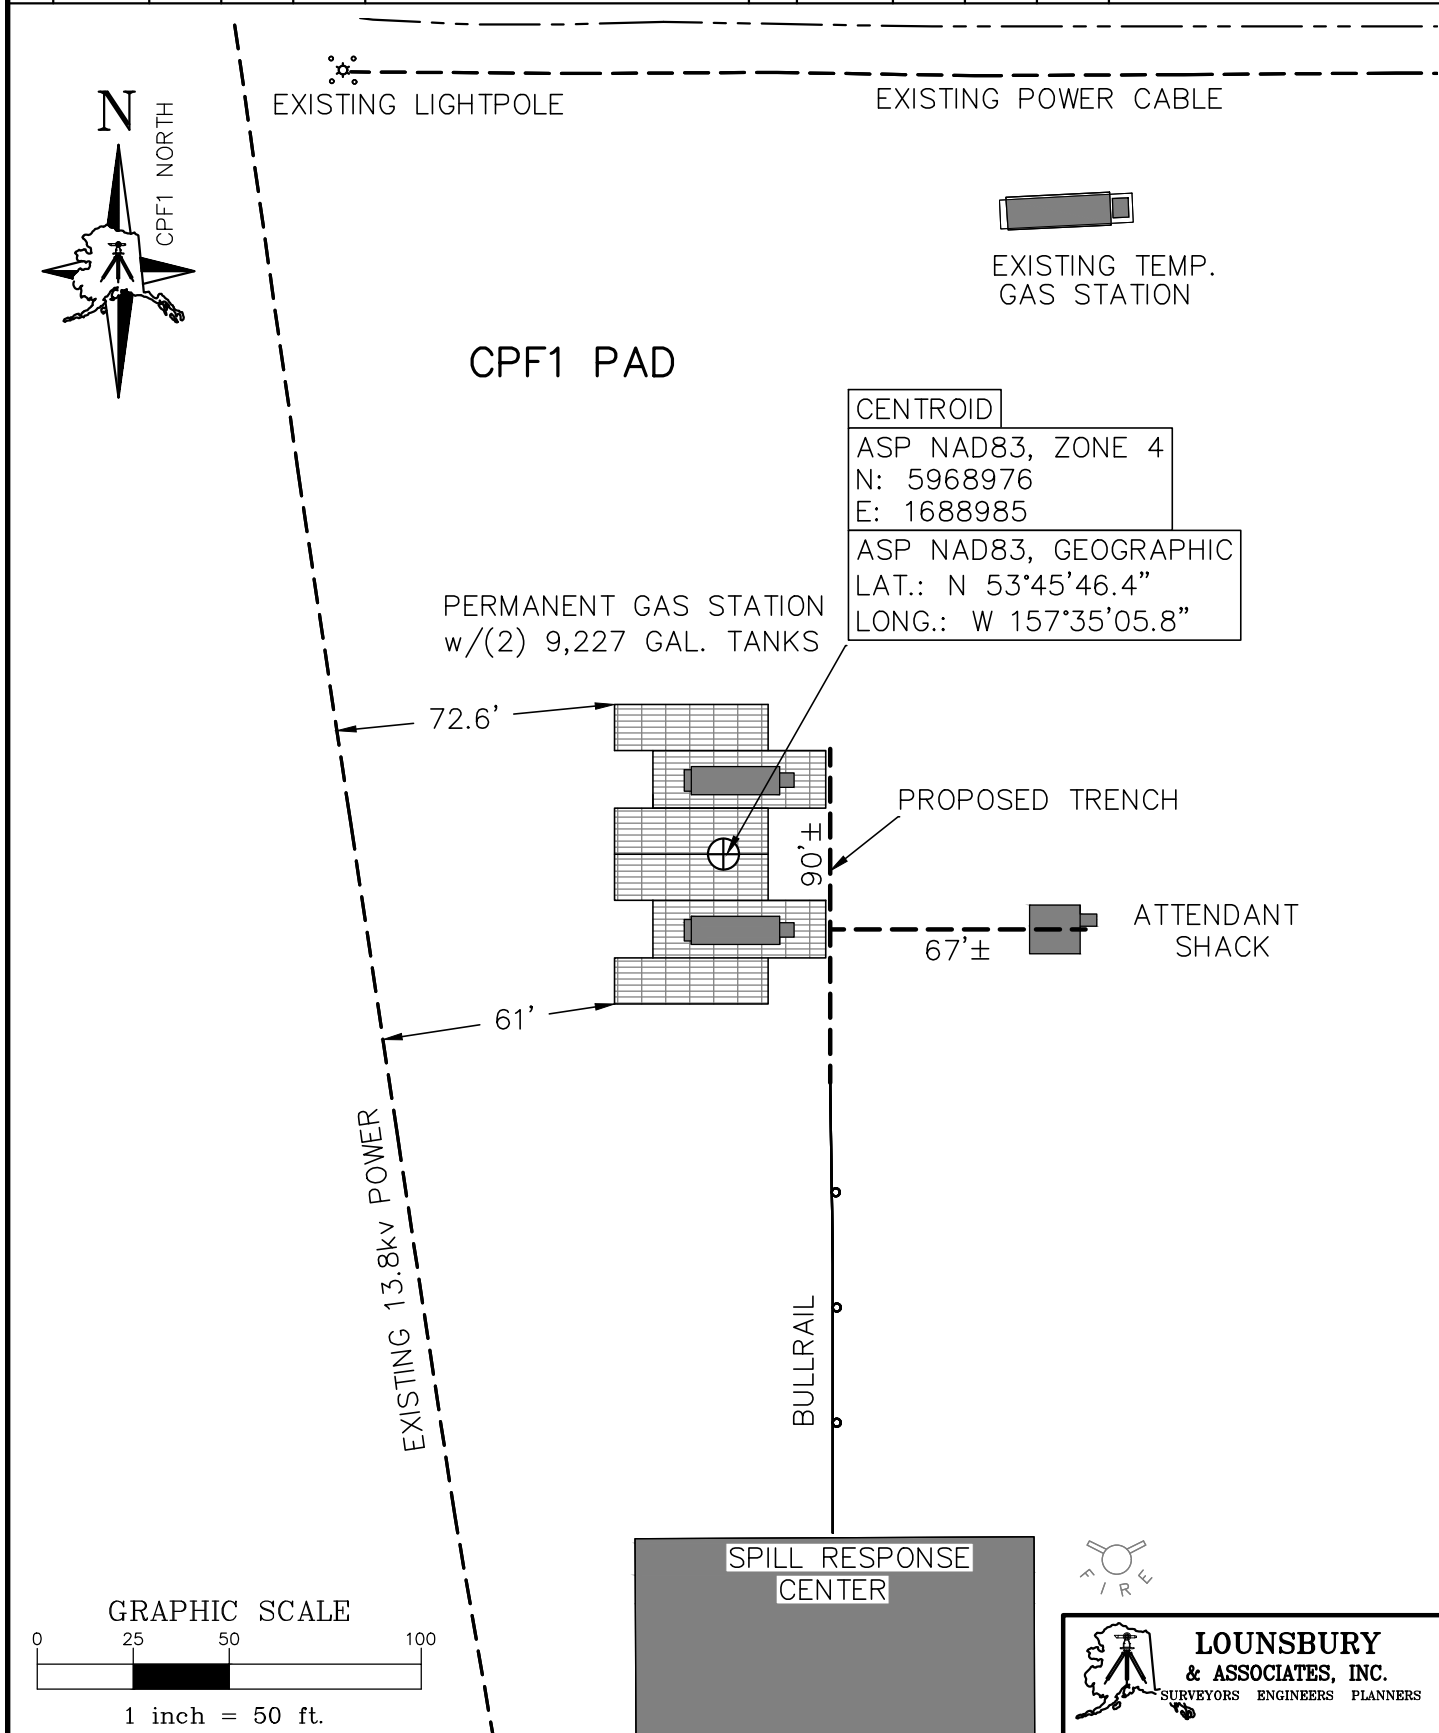 EXISTING LIGHTPOLE
EXISTING POWER CABLE
N
CPF1 NORTH
EXISTING TEMP.
GAS STATION
CPF1 PAD
CENTROID
ASP NAD83, ZONE 4
N: 5968976
E: 1688985
ASP NAD83, GEOGRAPHIC
LAT.: N 53°45'46.4"
LONG.: W 157°35'05.8"
PERMANENT GAS STATION
w/(2) 9,227 GAL. TANKS
72.6'
PROPOSED TRENCH
90'±
ATTENDANT
SHACK
67'±
61'
EXISTING 13.8kv POWER
BULLRAIL
SPILL RESPONSE
CENTER
FIRE
GRAPHIC SCALE
0 25 50 100
1 inch = 50 ft.
LOUNSBURY
& ASSOCIATES, INC.
SURVEYORS ENGINEERS PLANNERS